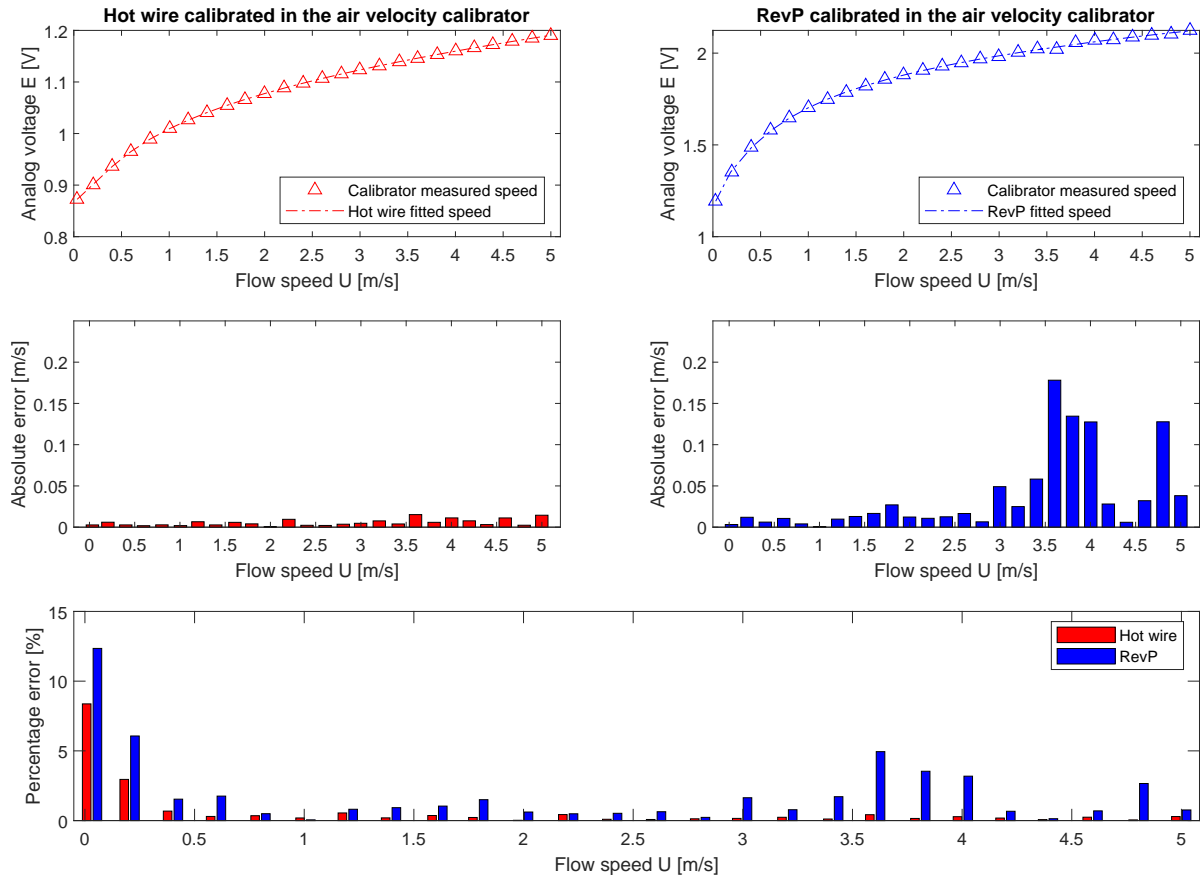 Hot wire calibrated in the air velocity calibrator
Analog voltage E [V]
1.2
1.1
1
0.9
0.8
Calibrator measured speed
Hot wire fitted speed
0 0.5 1 1.5 2 2.5 3 3.5 4 4.5 5
Flow speed U [m/s]
RevP calibrated in the air velocity calibrator
Analog voltage E [V]
2
1.5
1
Calibrator measured speed
RevP fitted speed
0 0.5 1 1.5 2 2.5 3 3.5 4 4.5 5
Flow speed U [m/s]
Absolute error [m/s]
0.2
0.15
0.1
0.05
0
0 0.5 1 1.5 2 2.5 3 3.5 4 4.5 5
Flow speed U [m/s]
Absolute error [m/s]
0.2
0.15
0.1
0.05
0
0 0.5 1 1.5 2 2.5 3 3.5 4 4.5 5
Flow speed U [m/s]
Percentage error [%]
15
10
5
0
Hot wire
RevP
0 0.5 1 1.5 2 2.5 3 3.5 4 4.5 5
Flow speed U [m/s]